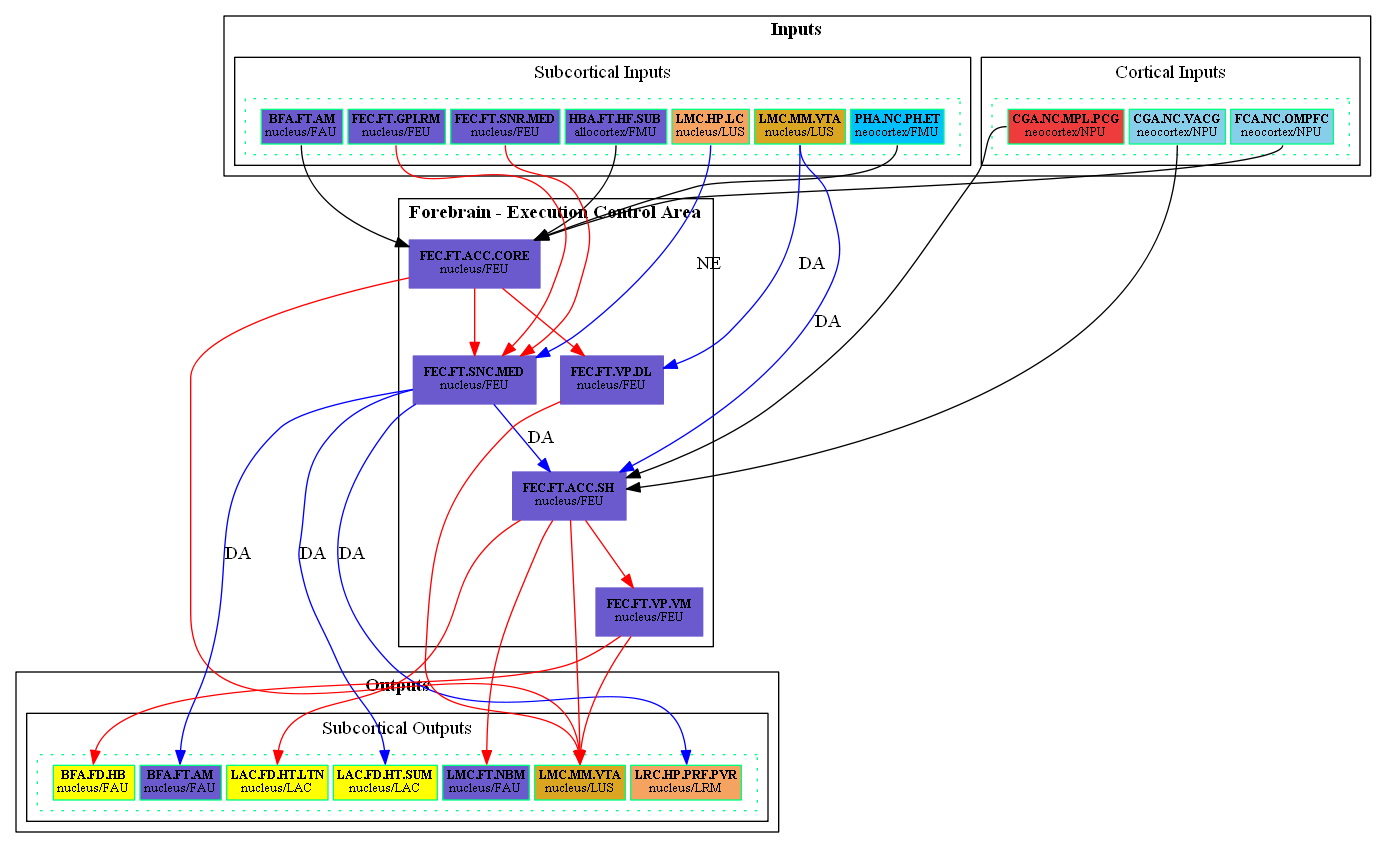 Inputs
Subcortical Inputs
Cortical Inputs
BFA.FT.AM
nucleus/FAU
FEC.FT.GPI.RM
nucleus/FEU
FEC.FT.SNR.MED
nucleus/FEU
HBA.FT.HF.SUB
allocortex/FMU
LMC.HP.LC
nucleus/LUS
LMC.MM.VTA
nucleus/LUS
PHA.NC.PH.ET
neocortex/FMU
CGA.NC.MPL.PCG
neocortex/NPU
CGA.NC.VACG
neocortex/NPU
FCA.NC.OMPFC
neocortex/NPU
Forebrain - Execution Control Area
FEC.FT.ACC.CORE
nucleus/FEU
NE
DA
DA
FEC.FT.SNC.MED
nucleus/FEU
FEC.FT.VP.DL
nucleus/FEU
DA
FEC.FT.ACC.SH
nucleus/FEU
DA
DA
DA
FEC.FT.VP.VM
nucleus/FEU
Outputs
Subcortical Outputs
BFA.FD.HB
nucleus/FAU
BFA.FT.AM
nucleus/FAU
LAC.FD.HT.LTN
nucleus/LAC
LAC.FD.HT.SUM
nucleus/LAC
LMC.FT.NBM
nucleus/FAU
LMC.MM.VTA
nucleus/LUS
LRC.HP.PRF.PVR
nucleus/LRM